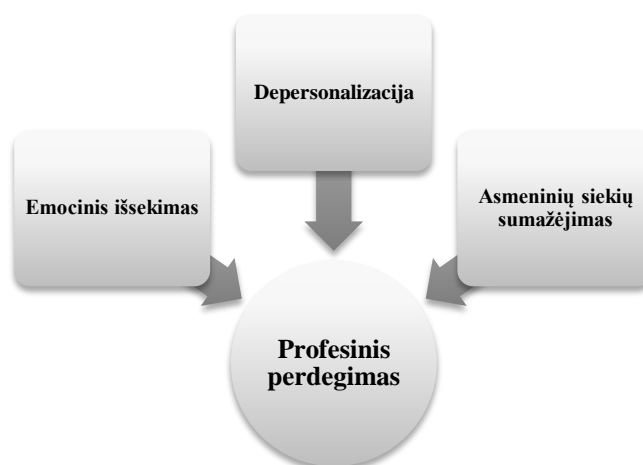 Depersonalizacija
Emocinis išsekimas
Asmeninių siekių
sumažėjimas
Profesinis
perdegimas